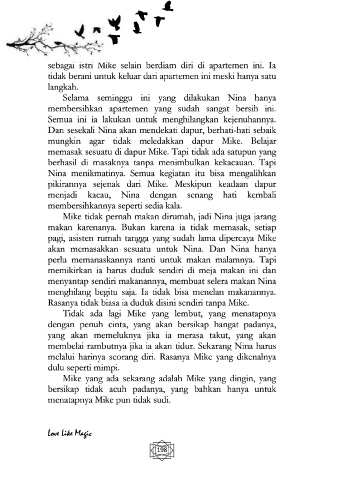 sebagai istri Mike selain berdiam diri di apartemen ini. Ia
tidak berani untuk keluar dari apartemen ini meski hanya satu
langkah.
Selama seminggu ini yang dilakukan Nina hanya
membersihkan apartemen yang sudah sangat bersih ini.
Semua ini ia lakukan untuk menghilangkan kejenuhannya.
Dan sesekali Nina akan mendekati dapur, berhati-hati sebaik
mungkin agar tidak meledakkan dapur Mike. Belajar
memasak sesuatu di dapur Mike. Tapi tidak ada satupun yang
berhasil di masaknya tanpa menimbulkan kekacauan. Tapi
Nina menikmatinya. Semua kegiatan itu bisa mengalihkan
pikirannya sejenak dari Mike. Meskipun keadaan dapur
menjadi kacau, Nina dengan senang hati kembali
membersihkannya seperti sedia kala.
Mike tidak pernah makan dirumah, jadi Nina juga jarang
makan karenanya. Bukan karena ia tidak memasak, setiap
pagi, asisten rumah tangga yang sudah lama dipercaya Mike
akan memasakkan sesuatu untuk Nina. Dan Nina hanya
perlu memanaskannya nanti untuk makan malamnya. Tapi
memikirkan ia harus duduk sendiri di meja makan ini dan
menyantap sendiri makanannya, membuat selera makan Nina
menghilang begitu saja. Ia tidak bisa menelan makanannya.
Rasanya tidak biasa ia duduk disini sendiri tanpa Mike.
Tidak ada lagi Mike yang lembut, yang menatapnya
dengan penuh cinta, yang akan bersikap hangat padanya,
yang akan memeluknya jika ia merasa takut, yang akan
membelai rambutnya jika ia akan tidur. Sekarang Nina harus
melalui harinya seorang diri. Rasanya Mike yang dikenalnya
dulu seperti mimpi.
Mike yang ada sekarang adalah Mike yang dingin, yang
bersikap tidak acuh padanya, yang bahkan hanya untuk
menatapnya Mike pun tidak sudi.
Love Like Magic
198